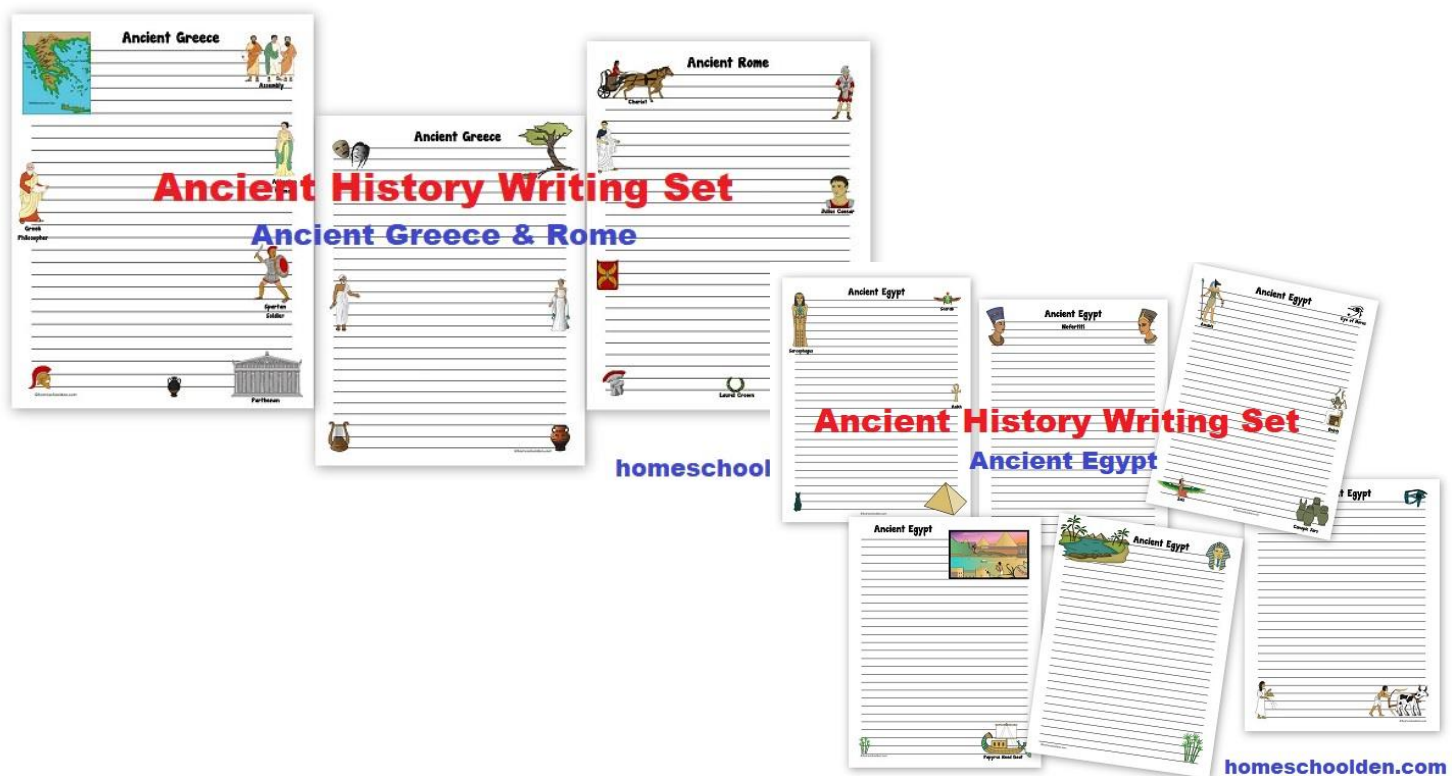 Ancient Greece
Assembly
Greek
Philosopher
Spartan
Soldier
Parthenon
©homeschoolden.com
Ancient Greece
Ancient Rome
Chariot
Julius Caesar
Laurel Crown
Ancient History Writing Set
Ancient Greece & Rome
homeschool
Ancient Egypt
Scarab
Sarcophagus
Ankh
Ancient Egypt
Nefertiti
Ancient Egypt
Eye of Horus
Anubis
Isis
Canopic Jars
t Egypt
Ancient History Writing Set
Ancient Egypt
Ancient Egypt
Papyrus Reed Boat
Ancient Egypt
homeschoolden.com